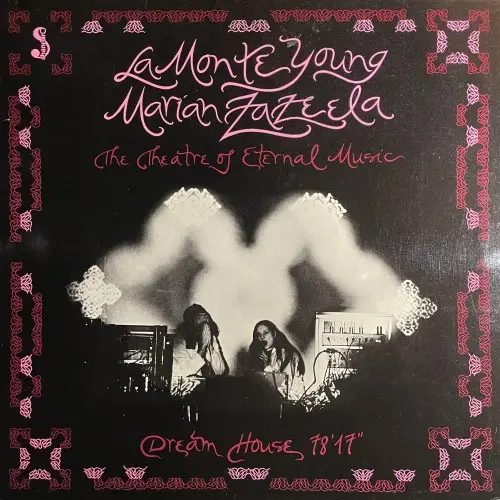 La Monte Young
Marian Zazeela
The Theatre of Eternal Music
Dream House 78'17"